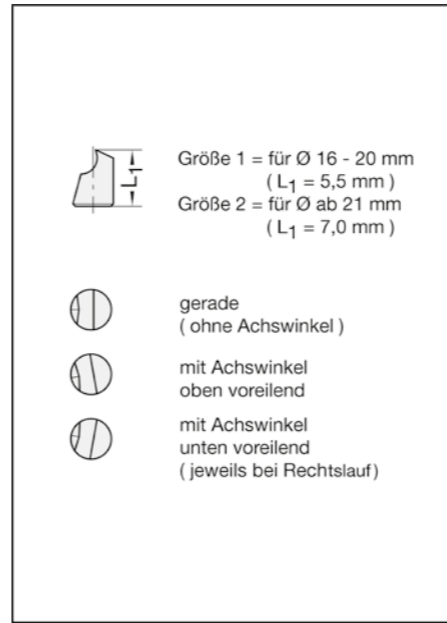 L1
Größe 1 = für Ø 16 - 20 mm
( L1 = 5,5 mm )
Größe 2 = für Ø ab 21 mm
( L1 = 7,0 mm )
gerade
( ohne Achswinkel )
mit Achswinkel
oben voreilend
mit Achswinkel
unten voreilend
( jeweils bei Rechtslauf)